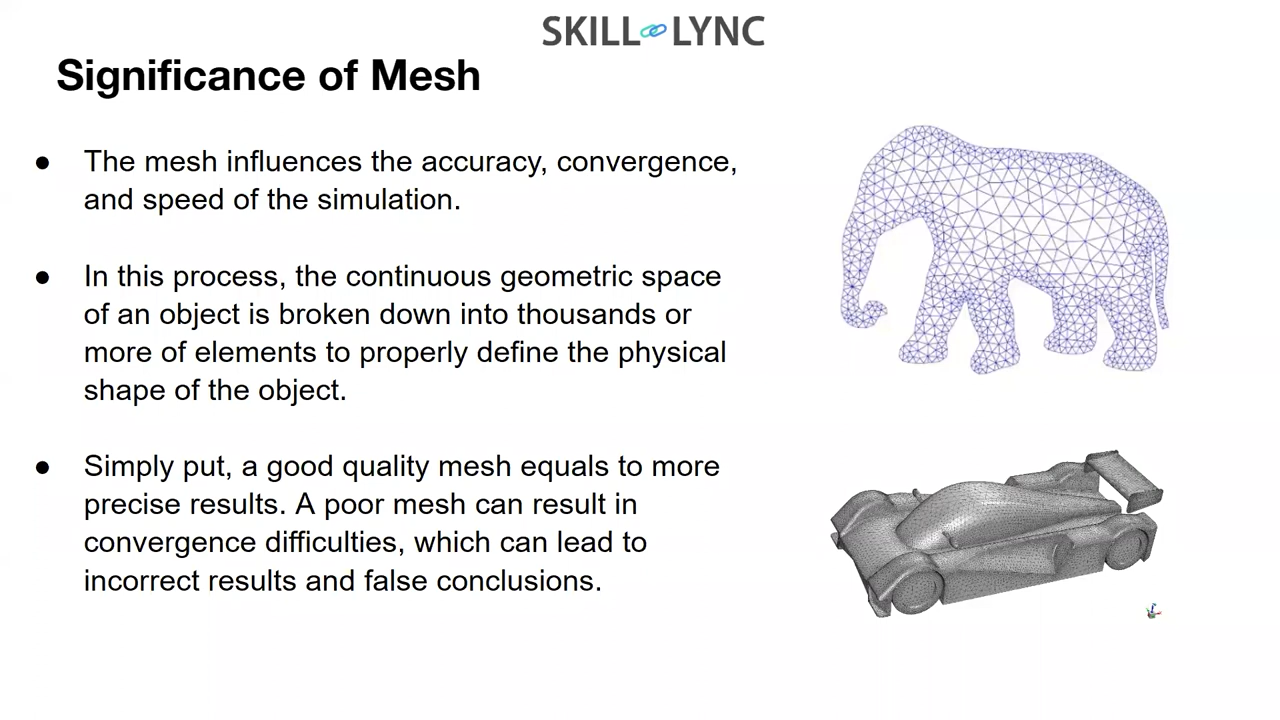 SKILL LYNC
Significance of Mesh
● The mesh influences the accuracy, convergence,
and speed of the simulation.
● In this process, the continuous geometric space
of an object is broken down into thousands or
more of elements to properly define the physical
shape of the object.
● Simply put, a good quality mesh equals to more
precise results. A poor mesh can result in
convergence difficulties, which can lead to
incorrect results and false conclusions.